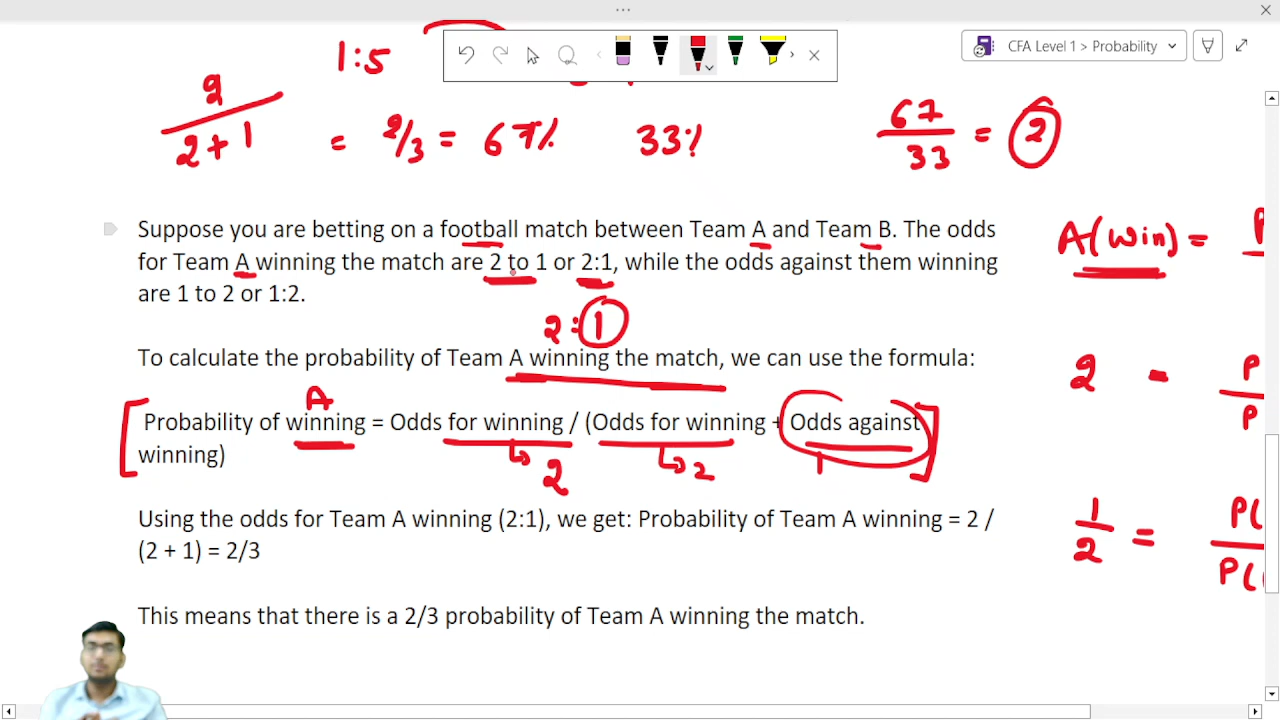 CFA Level 1 > Probability
1:5
2
2+1
= 2/3 = 67% 33%
67
33
= 2
Suppose you are betting on a football match between Team A and Team B. The odds
for Team A winning the match are 2 to 1 or 2:1, while the odds against them winning
are 1 to 2 or 1:2.
A(win) =
2:1
To calculate the probability of Team A winning the match, we can use the formula:
2 =
P
P
A
Probability of winning = Odds for winning / (Odds for winning + Odds against
winning)
2
2
1
Using the odds for Team A winning (2:1), we get: Probability of Team A winning = 2 /
(2 + 1) = 2/3
1
2
=
P(
P(
This means that there is a 2/3 probability of Team A winning the match.